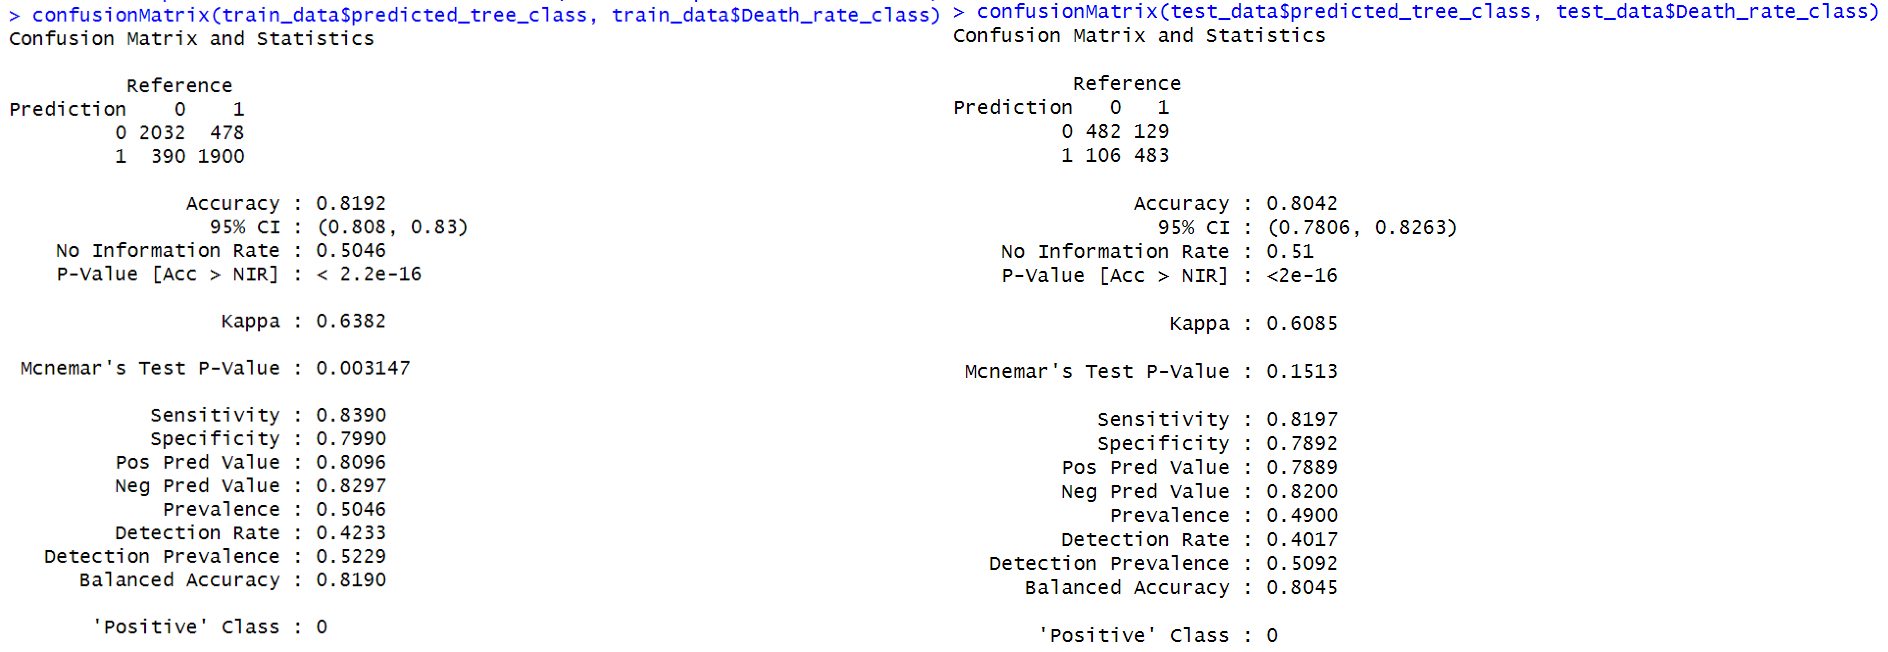 > confusionMatrix(train_data$predicted_tree_class, train_data$Death_rate_class)
Confusion Matrix and Statistics
Reference
Prediction 0 1
0 2032 478
1 390 1900
Accuracy : 0.8192
95% CI : (0.808, 0.83)
No Information Rate : 0.5046
P-Value [Acc > NIR] : < 2.2e-16
Kappa : 0.6382
Mcnemar's Test P-Value : 0.003147
Sensitivity : 0.8390
Specificity : 0.7990
Pos Pred Value : 0.8096
Neg Pred Value : 0.8297
Prevalence : 0.5046
Detection Rate : 0.4233
Detection Prevalence : 0.5229
Balanced Accuracy : 0.8190
'Positive' Class : 0
> confusionMatrix(test_data$predicted_tree_class, test_data$Death_rate_class)
Confusion Matrix and Statistics
Reference
Prediction 0 1
0 482 129
1 106 483
Accuracy : 0.8042
95% CI : (0.7806, 0.8263)
No Information Rate : 0.51
P-Value [Acc > NIR] : <2e-16
Kappa : 0.6085
Mcnemar's Test P-Value : 0.1513
Sensitivity : 0.8197
Specificity : 0.7892
Pos Pred Value : 0.7889
Neg Pred Value : 0.8200
Prevalence : 0.4900
Detection Rate : 0.4017
Detection Prevalence : 0.5092
Balanced Accuracy : 0.8045
'Positive' Class : 0